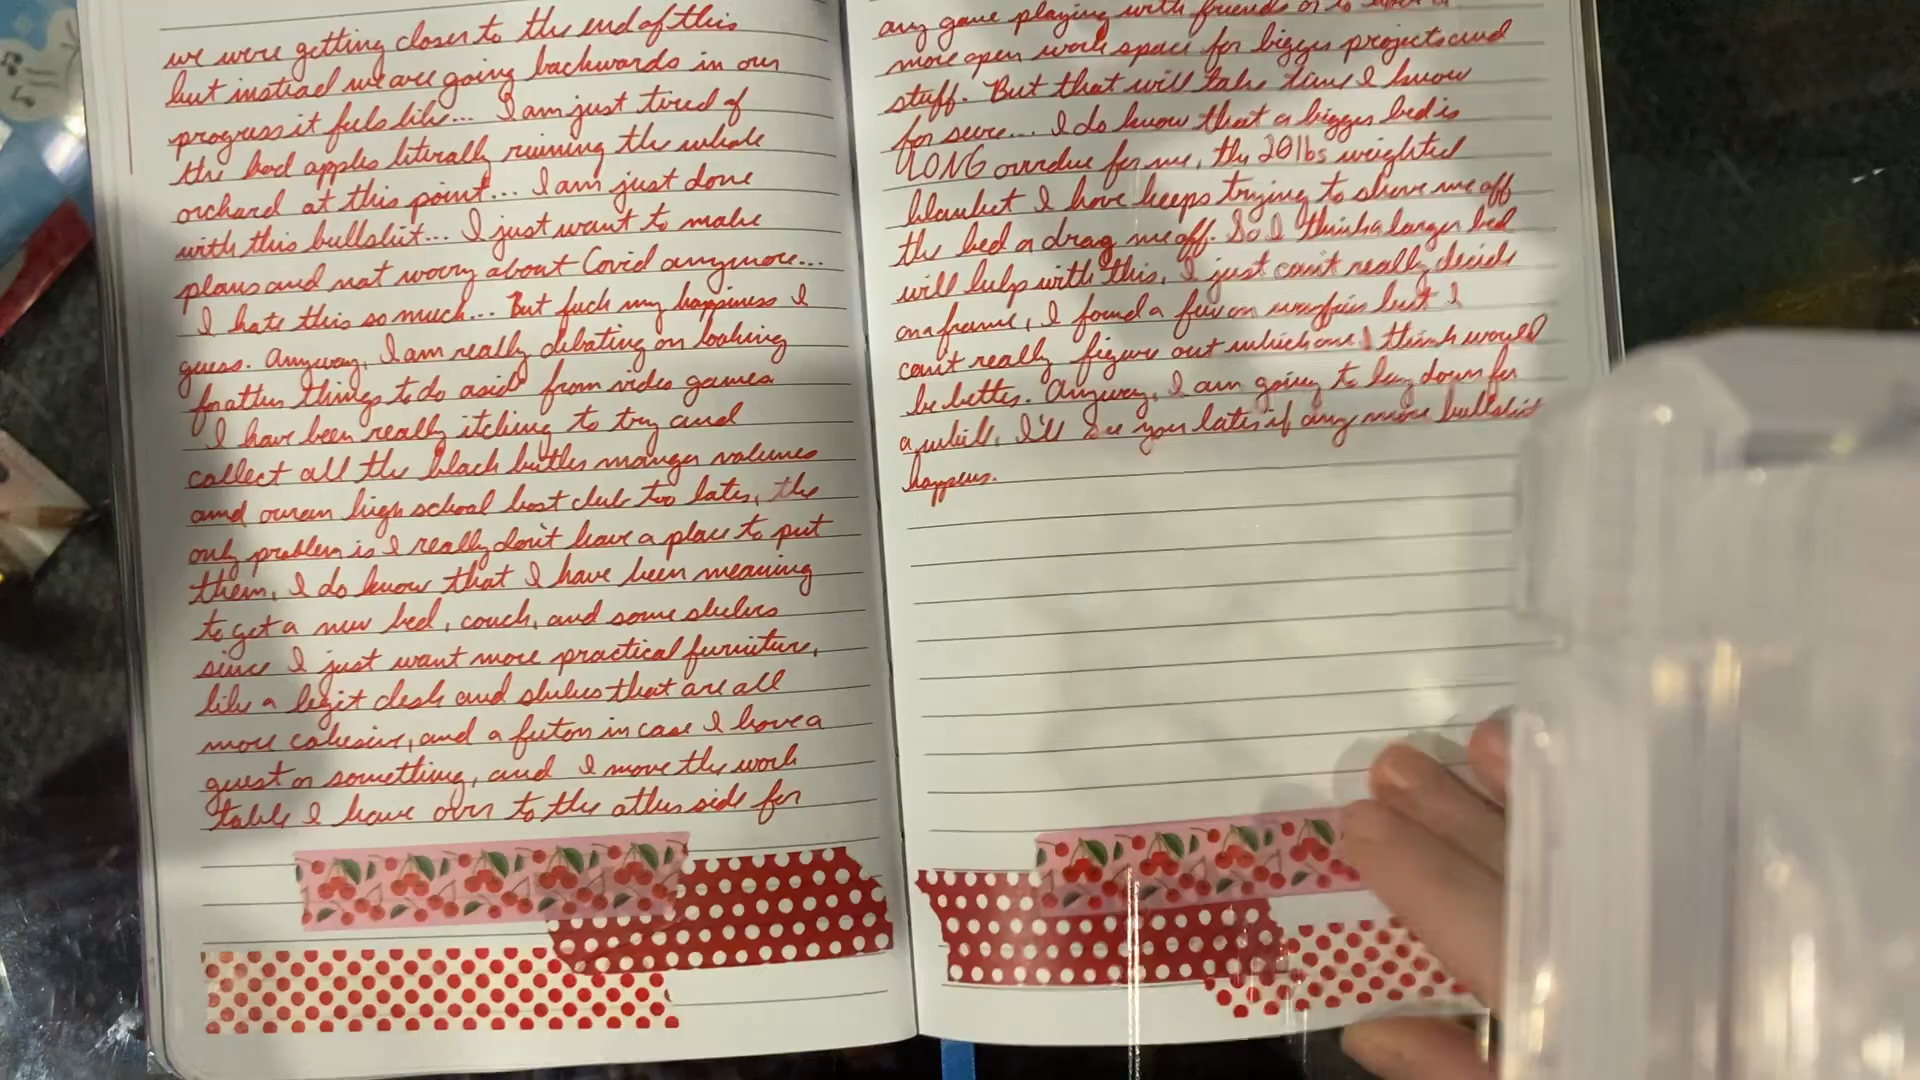 we were getting closer to the end of this
but instead we are going backwards in our
progress it feels like... I am just tired of
the bad apples literally ruining the whole
orchard at this point... I am just done
with this bullshit... I just want to make
plans and not worry about Covid anymore...
I hate this so much... But fuck my happiness I
guess. Anyway, I am really debating on looking
for other things to do aside from video games
I have been really itching to try and
collect all the black butler manger volumes
and ouran high school host club too later, the
only problem is I really don't have a place to put
them, I do know that I have been meaning
to get a new bed, couch, and some shelves
since I just want more practical furniture,
like a legit desk and shelves that are all
more cohesive, and a futon in case I have a
guest or something, and I move the work
table I have over to the other side for
any game playing with friends or to
more open work space for bigger projects and
stuff. But that will take time I know
for sure... I do know that a bigger bed is
LONG overdue for me, the 20lbs weighted
blanket I have keeps trying to shove me off
the bed or drag me off. So I think a larger bed
will help with this, I just can't really decide
on a frame, I found a few on wayfair but I
can't really figure out which one I think would
be better. Anyway, I am going to lay down for
a while, I'll see you later if any more bullshit
happens.